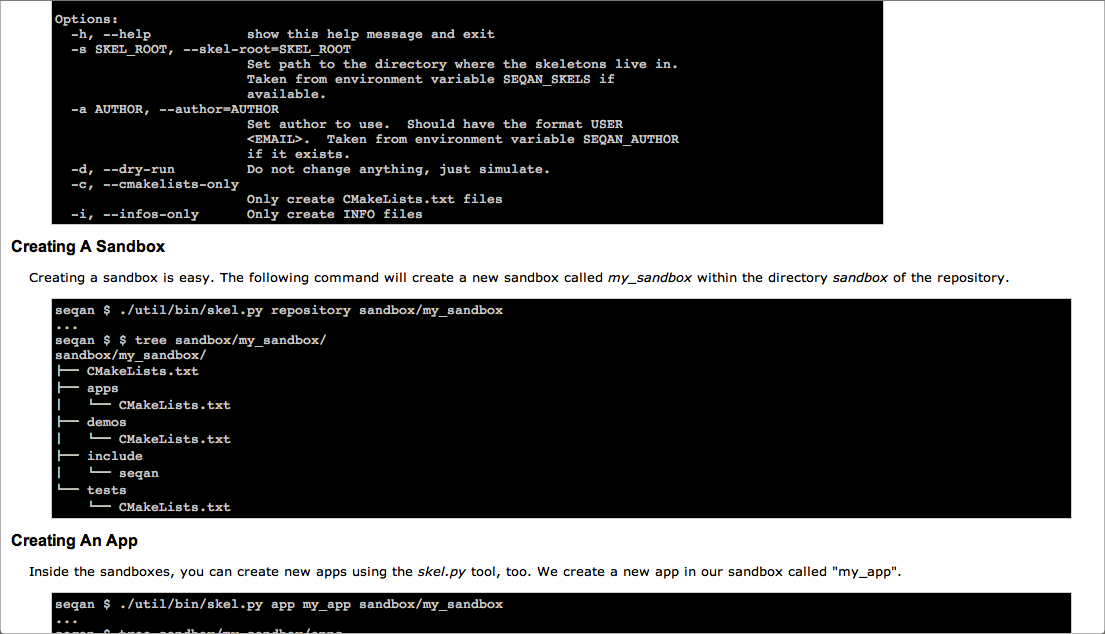 Options:
  -h, --help            show this help message and exit
  -s SKEL_ROOT, --skel-root=SKEL_ROOT
                        Set path to the directory where the skeletons live in.
                        Taken from environment variable SEQAN_SKELS if
                        available.
  -a AUTHOR, --author=AUTHOR
                        Set author to use.  Should have the format USER
                        <EMAIL>.  Taken from environment variable SEQAN_AUTHOR
                        if it exists.
  -d, --dry-run         Do not change anything, just simulate.
  -c, --cmakelists-only
                        Only create CMakeLists.txt files
  -i, --infos-only      Only create INFO files
Creating A Sandbox
Creating a sandbox is easy. The following command will create a new sandbox called my_sandbox within the directory sandbox of the repository.
seqan $ ./util/bin/skel.py repository sandbox/my_sandbox
...
seqan $ $ tree sandbox/my_sandbox/
sandbox/my_sandbox/
├── CMakeLists.txt
├── apps
│   └── CMakeLists.txt
├── demos
│   └── CMakeLists.txt
├── include
│   └── seqan
└── tests
    └── CMakeLists.txt
Creating An App
Inside the sandboxes, you can create new apps using the skel.py tool, too. We create a new app in our sandbox called "my_app".
seqan $ ./util/bin/skel.py app my_app sandbox/my_sandbox
...
seqan $ tree sandbox/my_sandbox/apps